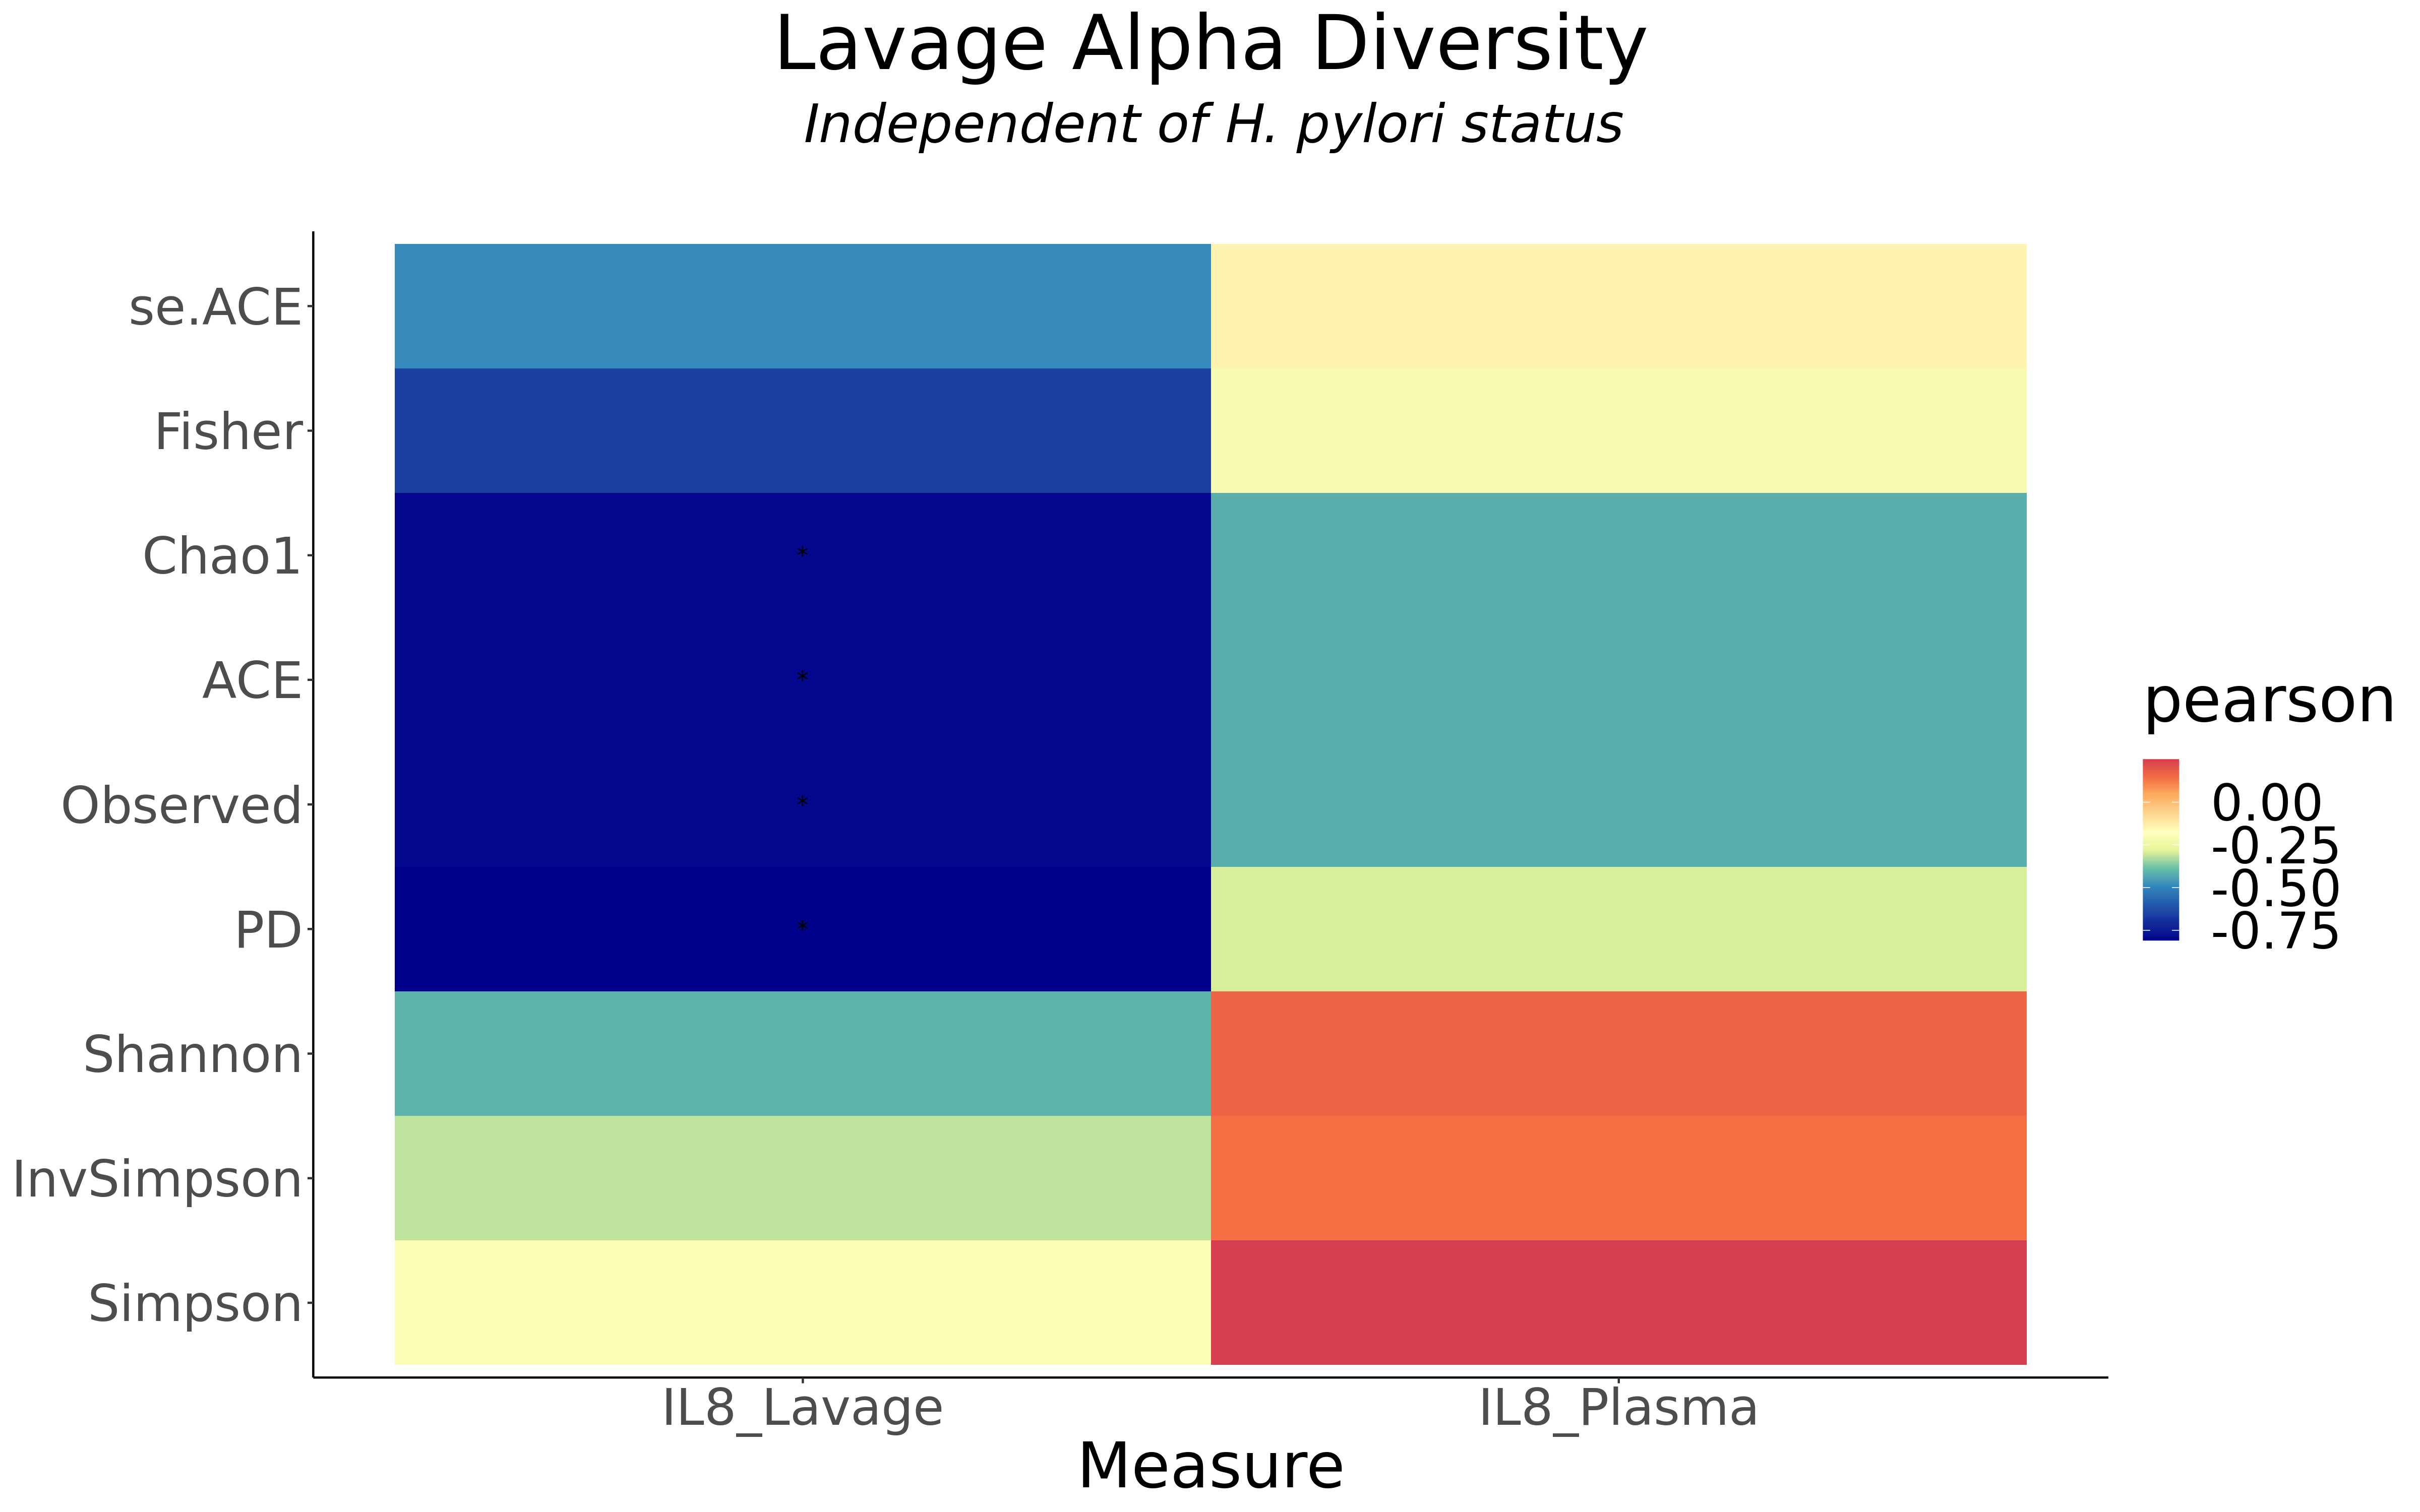 Lavage Alpha Diversity
Independent of H. pylori status
se.ACE
Fisher
Chao1
*
ACE
*
Observed
*
PD
*
Shannon
InvSimpson
Simpson
IL8_Lavage
IL8_Plasma
Measure
pearson
0.00
-0.25
-0.50
-0.75